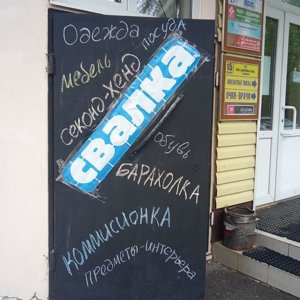 Одежда
посуда
мебель
секонд-хенд
свалка
обувь
БАРАХОЛКА
КОМИССИОНКА
ПРЕДМЕТЫ-интерьера